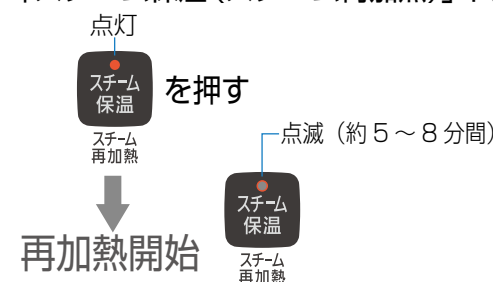 点灯
スチーム
保温
を押す
スチーム
再加熱
点滅（約５～８分間）
スチーム
保温
再加熱開始
スチーム
再加熱